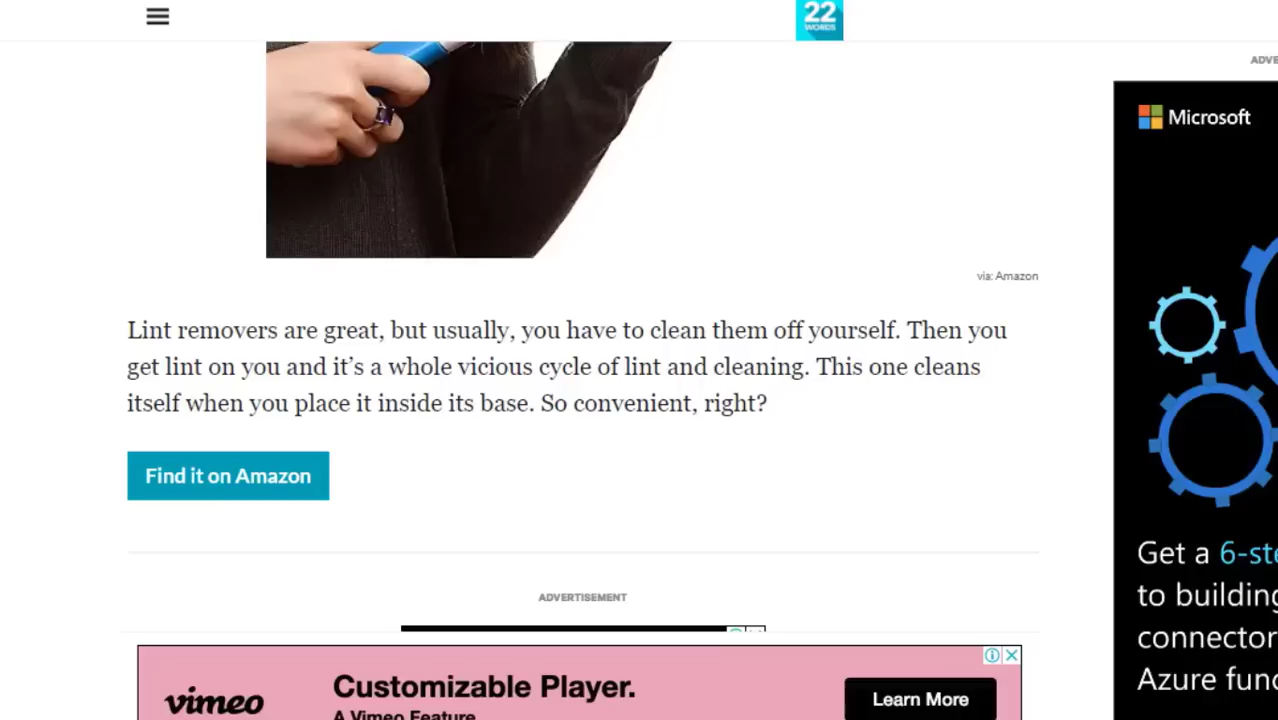 22
WORDS
ADVE
Microsoft
via: Amazon
Lint removers are great, but usually, you have to clean them off yourself. Then you
get lint on you and it’s a whole vicious cycle of lint and cleaning. This one cleans
itself when you place it inside its base. So convenient, right?
Find it on Amazon
ADVERTISEMENT
Get a 6-ste
to building
connector
Azure func
vimeo
Customizable Player.
A Vimeo Feature
Learn More